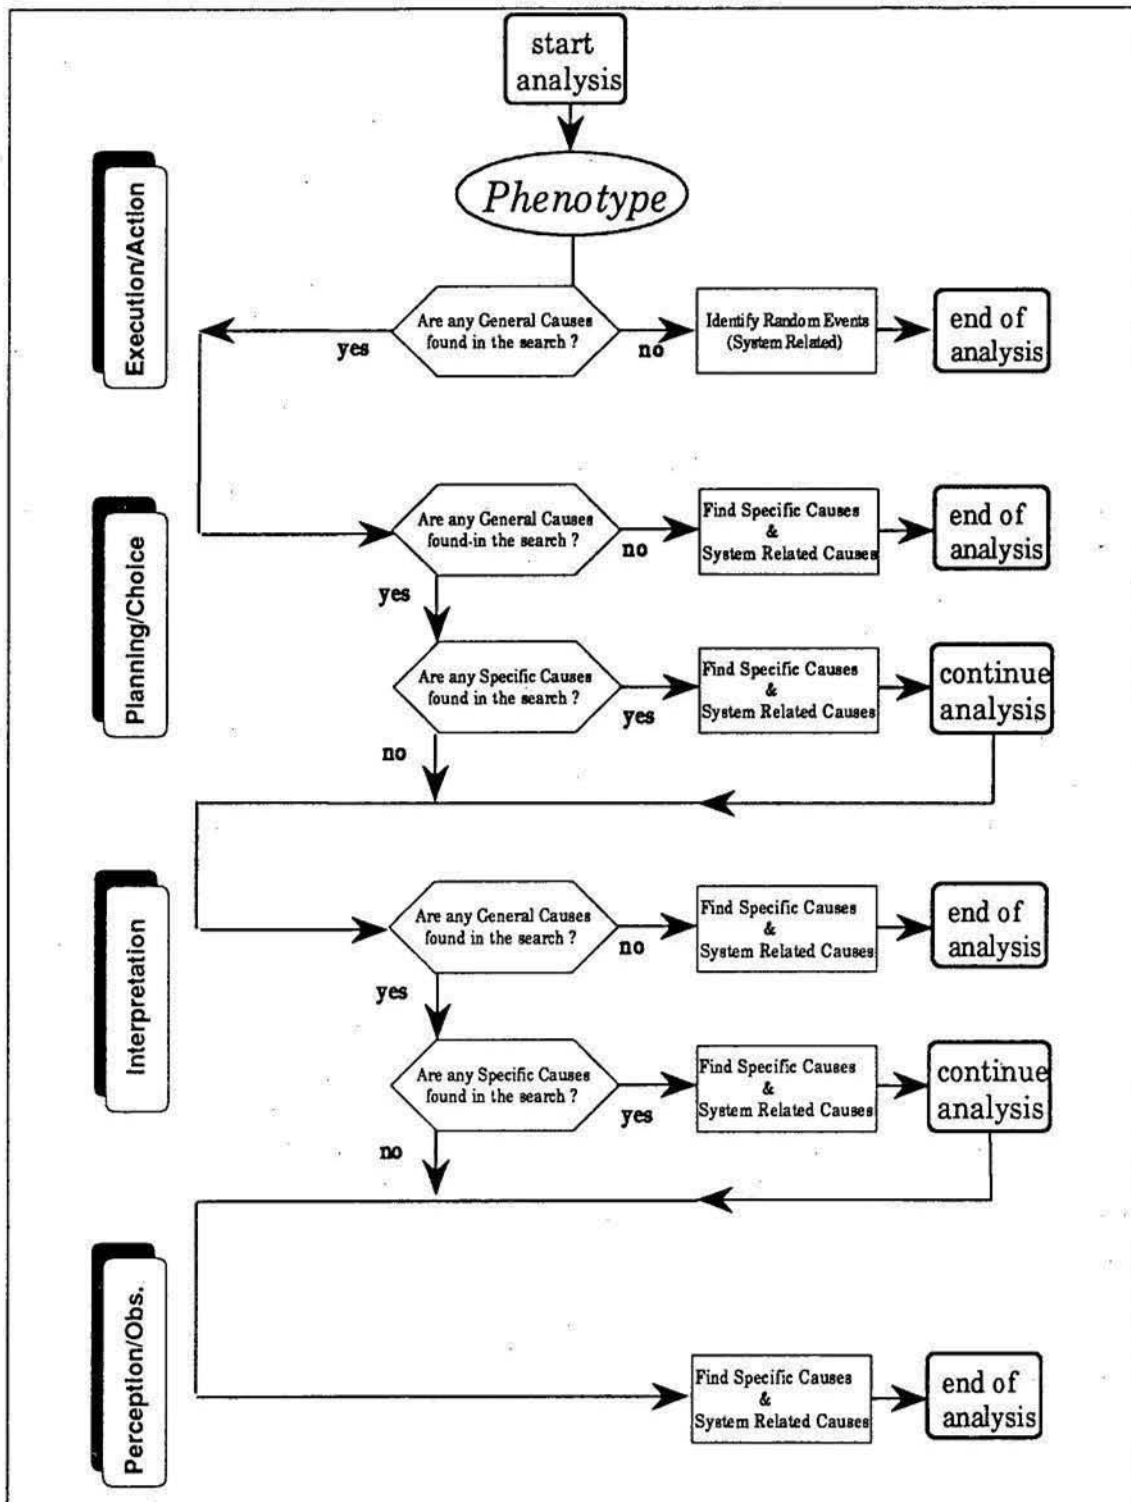 start
analysis
Phenotype
Execution/Action
Are any General Causes
found in the search ?
yes
no
Identify Random Events
(System Related)
end of
analysis
Planning/Choice
Are any General Causes
found in the search ?
no
Find Specific Causes
&
System Related Causes
end of
analysis
yes
Are any Specific Causes
found in the search ?
yes
Find Specific Causes
&
System Related Causes
continue
analysis
no
Interpretation
Are any General Causes
found in the search ?
no
Find Specific Causes
&
System Related Causes
end of
analysis
yes
Are any Specific Causes
found in the search ?
yes
Find Specific Causes
&
System Related Causes
continue
analysis
no
Perception/Obs.
Find Specific Causes
&
System Related Causes
end of
analysis